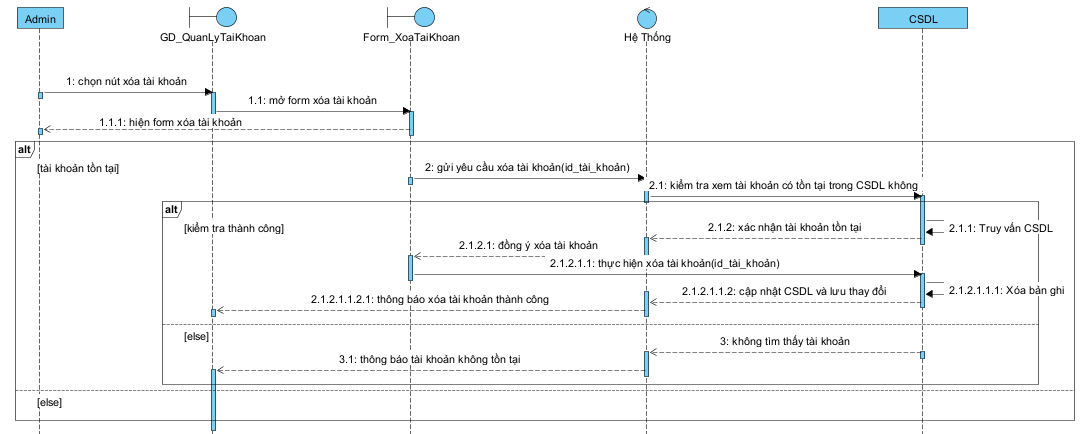 Admin
GD_QuanLyTaiKhoan
Form_XoaTaiKhoan
Hệ Thống
CSDL
1: chọn nút xóa tài khoản
1.1: mở form xóa tài khoản
1.1.1: hiện form xóa tài khoản
alt
[tài khoản tồn tại]
2: gửi yêu cầu xóa tài khoản(id_tài_khoản)
2.1: kiểm tra xem tài khoản có tồn tại trong CSDL không
alt
[kiểm tra thành công]
2.1.1: Truy vấn CSDL
2.1.2: xác nhận tài khoản tồn tại
2.1.2.1: đồng ý xóa tài khoản
2.1.2.1.1: thực hiện xóa tài khoản(id_tài_khoản)
2.1.2.1.1.1: Xóa bản ghi
2.1.2.1.1.2: cập nhật CSDL và lưu thay đổi
2.1.2.1.1.2.1: thông báo xóa tài khoản thành công
[else]
3: không tìm thấy tài khoản
3.1: thông báo tài khoản không tồn tại
[else]